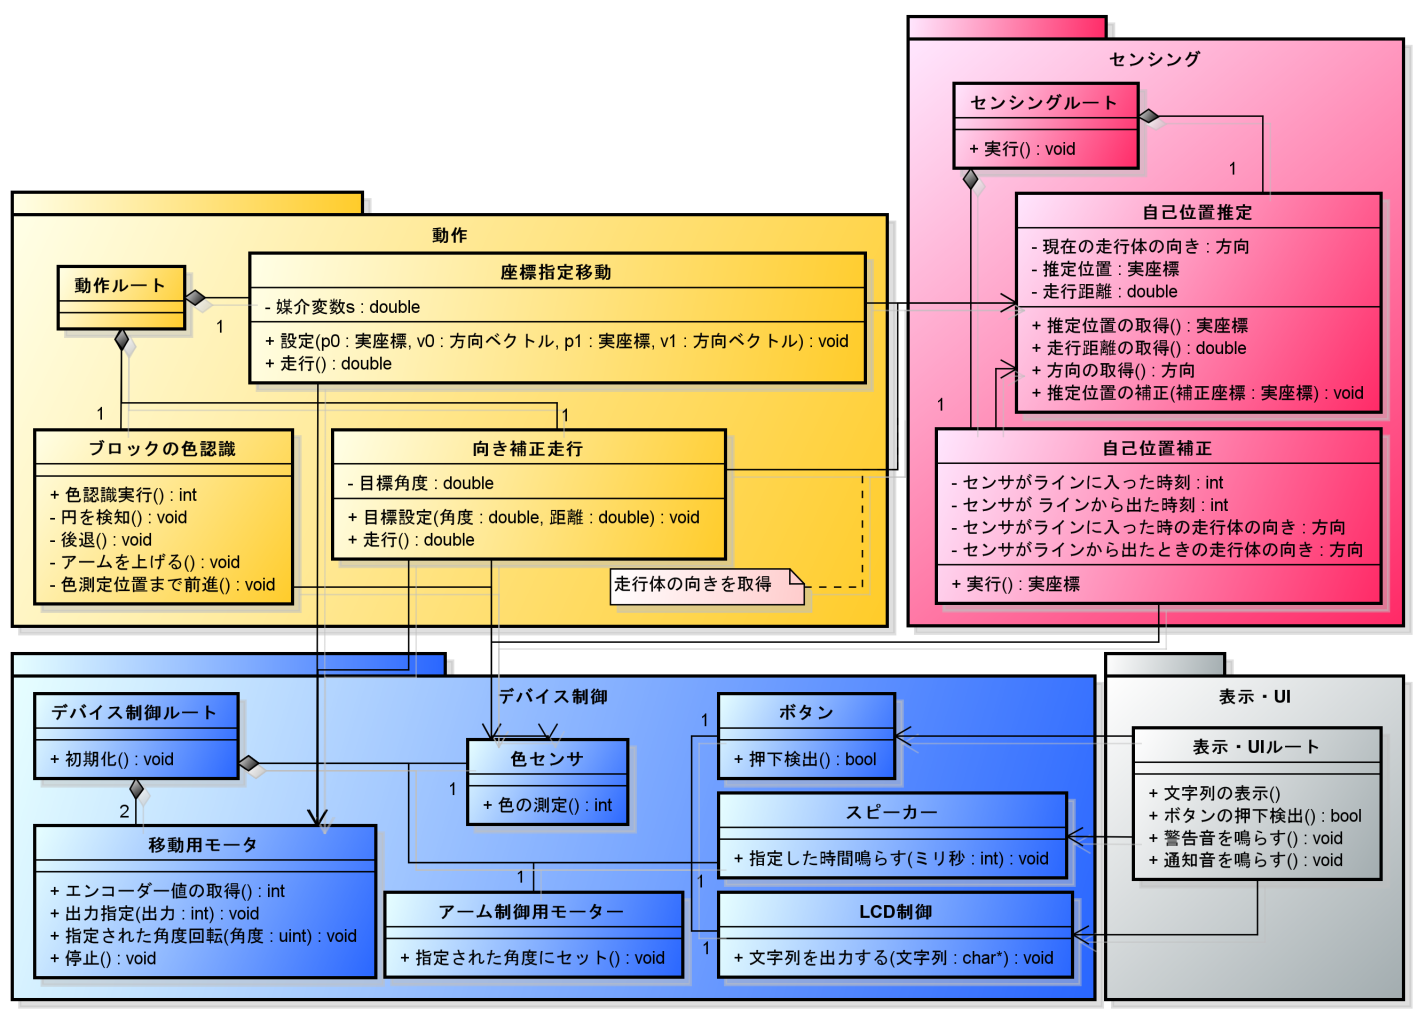 センシング
センシングルート
+ 実行() : void
1
自己位置推定
- 現在の走行体の向き : 方向
- 推定位置 : 実座標
- 走行距離 : double
+ 推定位置の取得() : 実座標
+ 走行距離の取得() : double
+ 方向の取得() : 方向
+ 推定位置の補正(補正座標 : 実座標) : void
1
自己位置補正
- センサがラインに入った時刻 : int
- センサが ラインから出た時刻 : int
- センサがラインに入った時の走行体の向き : 方向
- センサがラインから出たときの走行体の向き : 方向
+ 実行() : 実座標
動作
動作ルート
1
座標指定移動
- 媒介変数s : double
+ 設定(p0 : 実座標, v0 : 方向ベクトル, p1 : 実座標, v1 : 方向ベクトル) : void
+ 走行() : double
1
1
ブロックの色認識
+ 色認識実行() : int
- 円を検知() : void
- 後退() : void
- アームを上げる() : void
- 色測定位置まで前進() : void
向き補正走行
- 目標角度 : double
+ 目標設定(角度 : double, 距離 : double) : void
+ 走行() : double
走行体の向きを取得
デバイス制御
デバイス制御ルート
+ 初期化() : void
2
移動用モータ
+ エンコーダー値の取得() : int
+ 出力指定(出力 : int) : void
+ 指定された角度回転(角度 : uint) : void
+ 停止() : void
1
色センサ
+ 色の測定() : int
1
アーム制御用モーター
+ 指定された角度にセット() : void
1
ボタン
+ 押下検出() : bool
スピーカー
+ 指定した時間鳴らす(ミリ秒 : int) : void
1
1
LCD制御
+ 文字列を出力する(文字列 : char*) : void
表示・UI
表示・UIルート
+ 文字列の表示()
+ ボタンの押下検出() : bool
+ 警告音を鳴らす() : void
+ 通知音を鳴らす() : void